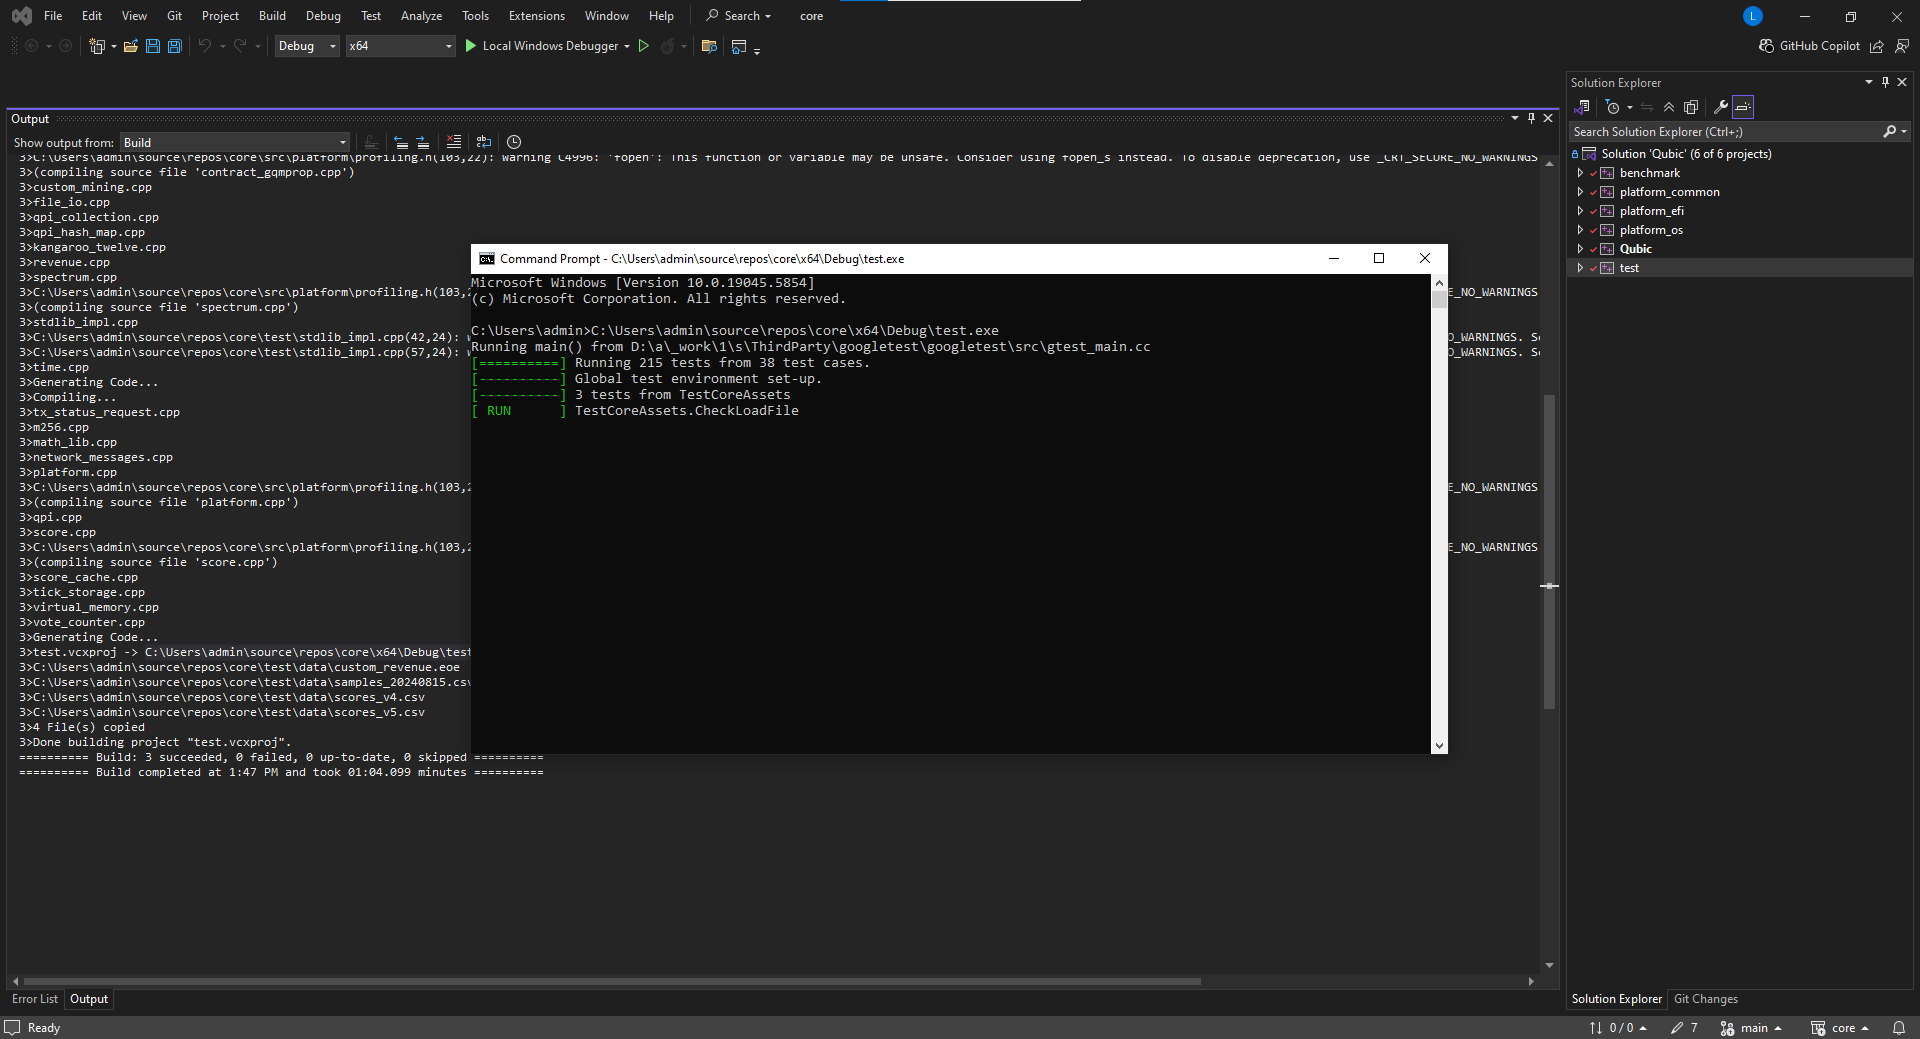 File Edit View Git Project Build Debug Test Analyze Tools Extensions Window Help Search core
L
Debug x64 Local Windows Debugger GitHub Copilot
Output
Show output from: Build
3>C:\Users\admin\source\repos\core\src\platform\profiling.h(103,22): warning C4996: 'fopen': This function or variable may be unsafe. Consider using fopen_s instead. To disable deprecation, use _CRT_SECURE_NO_WARNINGS
3>(compiling source file 'contract_gqmprop.cpp')
3>custom_mining.cpp
3>file_io.cpp
3>qpi_collection.cpp
3>qpi_hash_map.cpp
3>kangaroo_twelve.cpp
3>revenue.cpp
3>spectrum.cpp
3>C:\Users\admin\source\repos\core\src\platform\profiling.h(103,2 RE_NO_WARNINGS
3>(compiling source file 'spectrum.cpp')
3>stdlib_impl.cpp
3>C:\Users\admin\source\repos\core\test\stdlib_impl.cpp(42,24): w O_WARNINGS. Se
3>C:\Users\admin\source\repos\core\test\stdlib_impl.cpp(57,24): w O_WARNINGS. Se
3>time.cpp
3>Generating Code...
3>Compiling...
3>tx_status_request.cpp
3>m256.cpp
3>math_lib.cpp
3>network_messages.cpp
3>platform.cpp
3>C:\Users\admin\source\repos\core\src\platform\profiling.h(103,2 RE_NO_WARNINGS
3>(compiling source file 'platform.cpp')
3>qpi.cpp
3>score.cpp
3>C:\Users\admin\source\repos\core\src\platform\profiling.h(103,2 RE_NO_WARNINGS
3>(compiling source file 'score.cpp')
3>score_cache.cpp
3>tick_storage.cpp
3>virtual_memory.cpp
3>vote_counter.cpp
3>Generating Code...
3>test.vcxproj -> C:\Users\admin\source\repos\core\x64\Debug\test
3>C:\Users\admin\source\repos\core\test\data\custom_revenue.eoe
3>C:\Users\admin\source\repos\core\test\data\samples_20240815.csv
3>C:\Users\admin\source\repos\core\test\data\scores_v4.csv
3>C:\Users\admin\source\repos\core\test\data\scores_v5.csv
3>4 File(s) copied
3>Done building project "test.vcxproj".
========== Build: 3 succeeded, 0 failed, 0 up-to-date, 0 skipped ==========
========== Build completed at 1:47 PM and took 01:04.099 minutes ==========
Command Prompt - C:\Users\admin\source\repos\core\x64\Debug\test.exe
Microsoft Windows [Version 10.0.19045.5854]
(c) Microsoft Corporation. All rights reserved.
C:\Users\admin>C:\Users\admin\source\repos\core\x64\Debug\test.exe
Running main() from D:\a\_work\1\s\ThirdParty\googletest\googletest\src\gtest_main.cc
[==========] Running 215 tests from 38 test cases.
[----------] Global test environment set-up.
[----------] 3 tests from TestCoreAssets
[ RUN      ] TestCoreAssets.CheckLoadFile
Solution Explorer
Search Solution Explorer (Ctrl+;)
Solution 'Qubic' (6 of 6 projects)
benchmark
platform_common
platform_efi
platform_os
Qubic
test
Error List Output
Solution Explorer Git Changes
Ready 0 / 0 7 main core